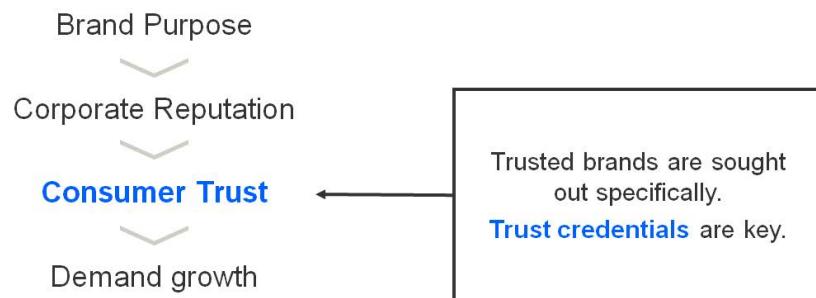 Brand Purpose
Corporate Reputation
Consumer Trust
Demand growth
Trusted brands are sought
out specifically.
Trust credentials are key.